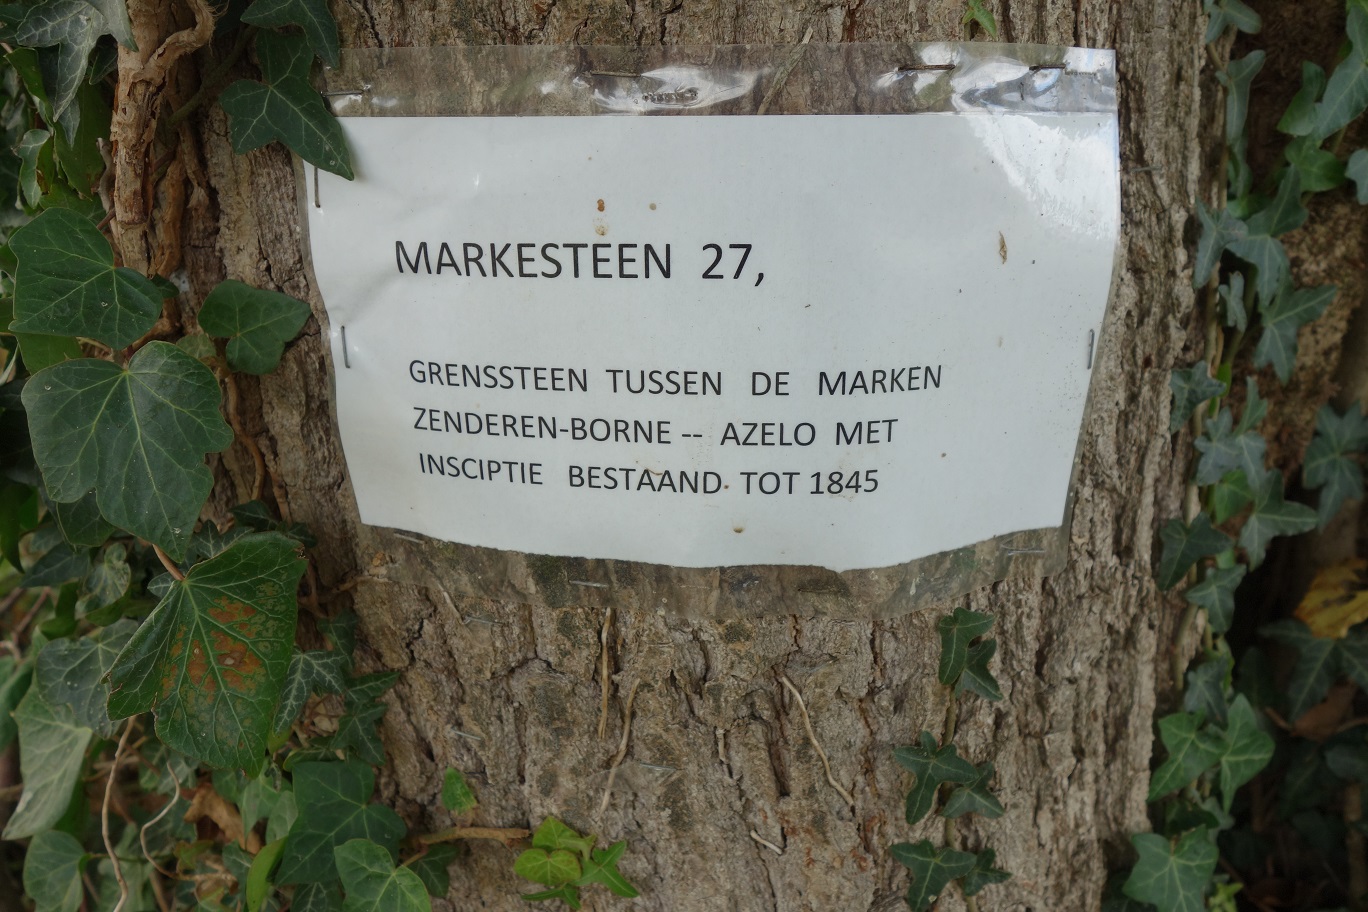 MARKESTEEN 27,
GRENSSTEEN TUSSEN DE MARKEN
ZENDEREN-BORNE -- AZELO MET
INSCIPTIE BESTAAND TOT 1845